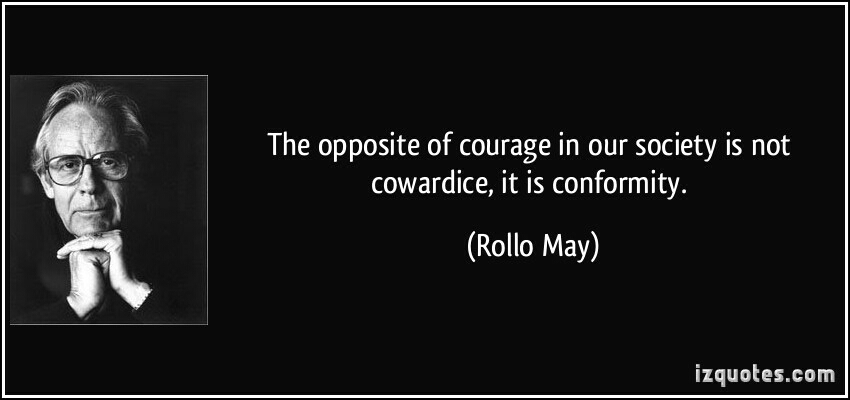 The opposite of courage in our society is not
cowardice, it is conformity.
(Rollo May)
izquotes.com